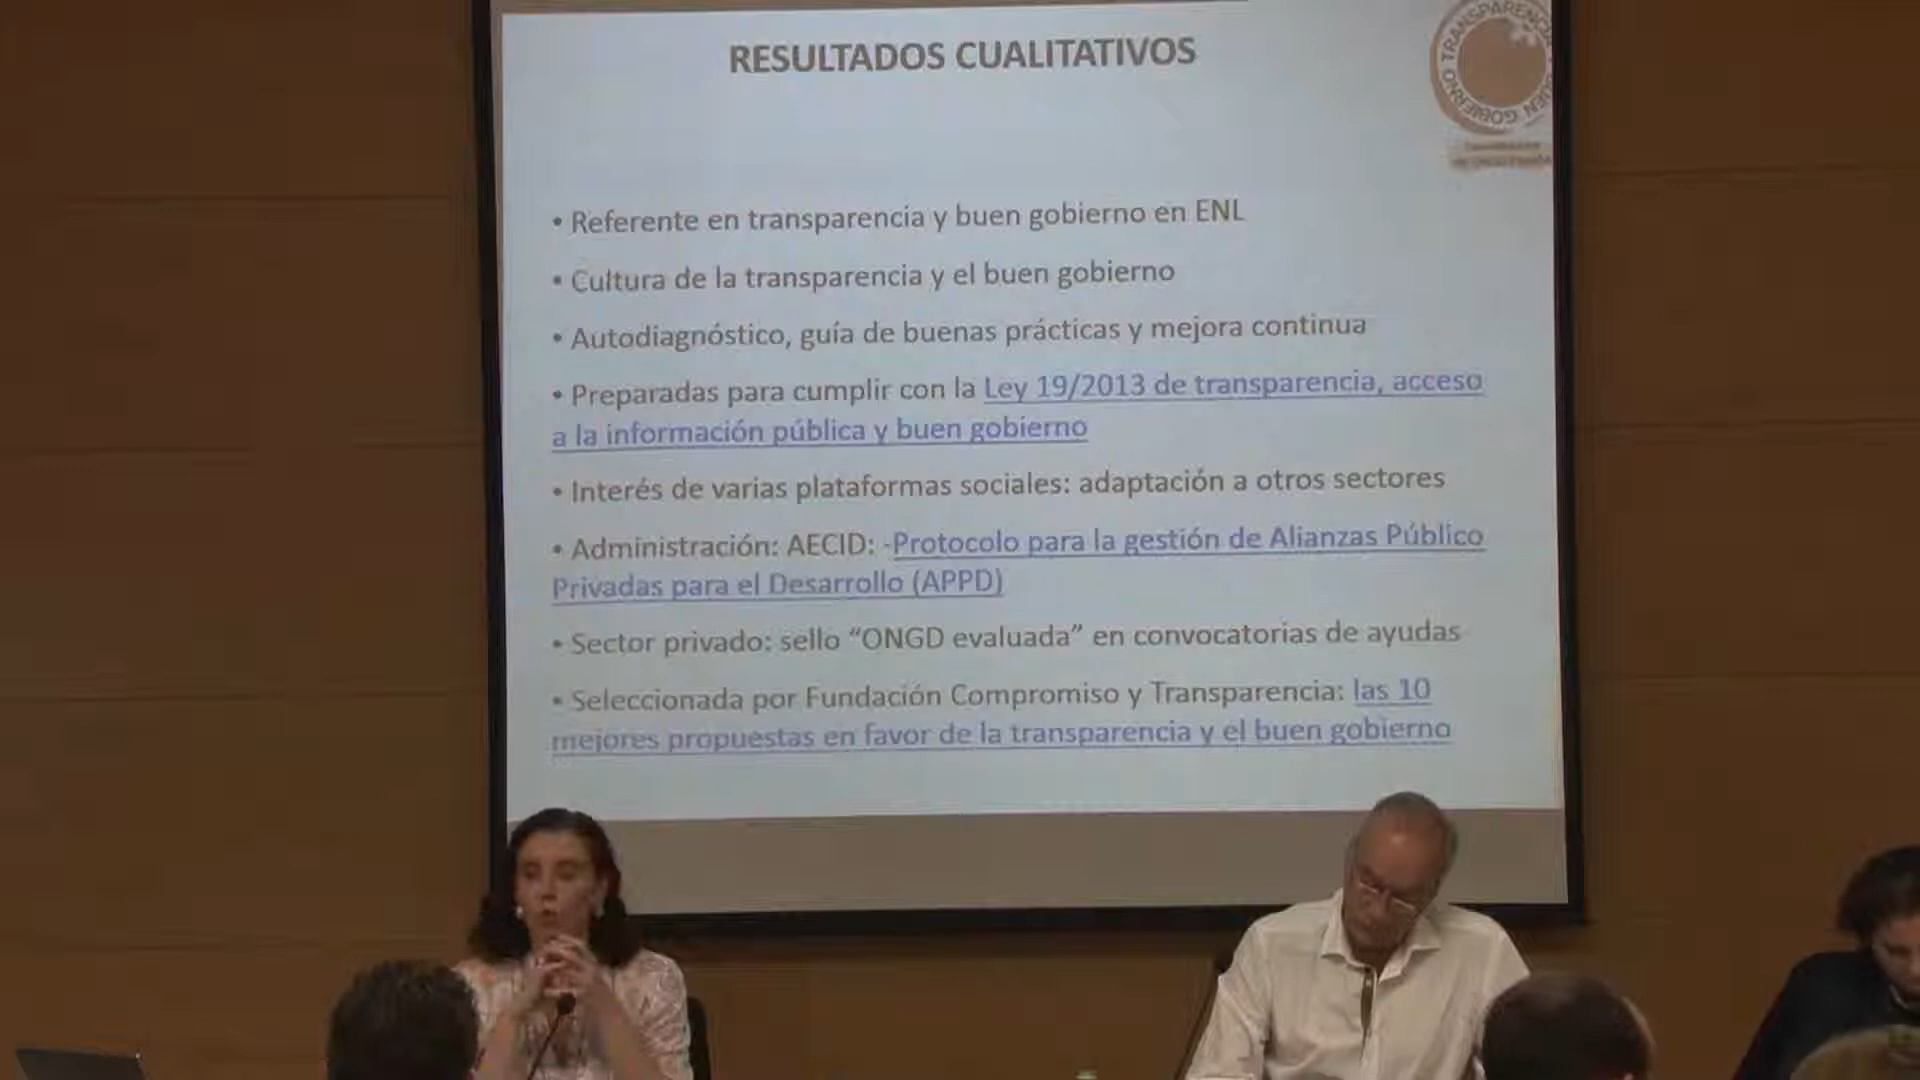 RESULTADOS CUALITATIVOS
TRANSPARENCIA
BUEN GOBIERNO
• Referente en transparencia y buen gobierno en ENL
• Cultura de la transparencia y el buen gobierno
• Autodiagnóstico, guía de buenas prácticas y mejora continua
• Preparadas para cumplir con la Ley 19/2013 de transparencia, acceso
a la información pública y buen gobierno
• Interés de varias plataformas sociales: adaptación a otros sectores
• Administración: AECID: -Protocolo para la gestión de Alianzas Público
Privadas para el Desarrollo (APPD)
• Sector privado: sello “ONGD evaluada” en convocatorias de ayudas
• Seleccionada por Fundación Compromiso y Transparencia: las 10
mejores propuestas en favor de la transparencia y el buen gobierno